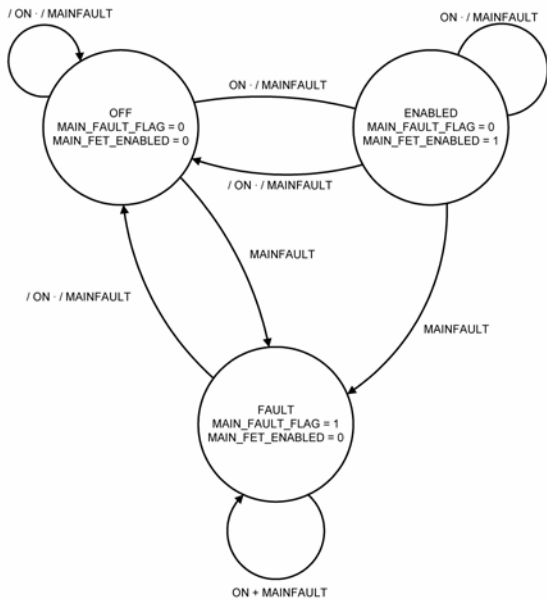 / ON · / MAINFAULT
ON · / MAINFAULT
ON · / MAINFAULT
OFF
MAIN_FAULT_FLAG = 0
MAIN_FET_ENABLED = 0
ENABLED
MAIN_FAULT_FLAG = 0
MAIN_FET_ENABLED = 1
/ ON · / MAINFAULT
MAINFAULT
/ ON · / MAINFAULT
MAINFAULT
FAULT
MAIN_FAULT_FLAG = 1
MAIN_FET_ENABLED = 0
ON + MAINFAULT